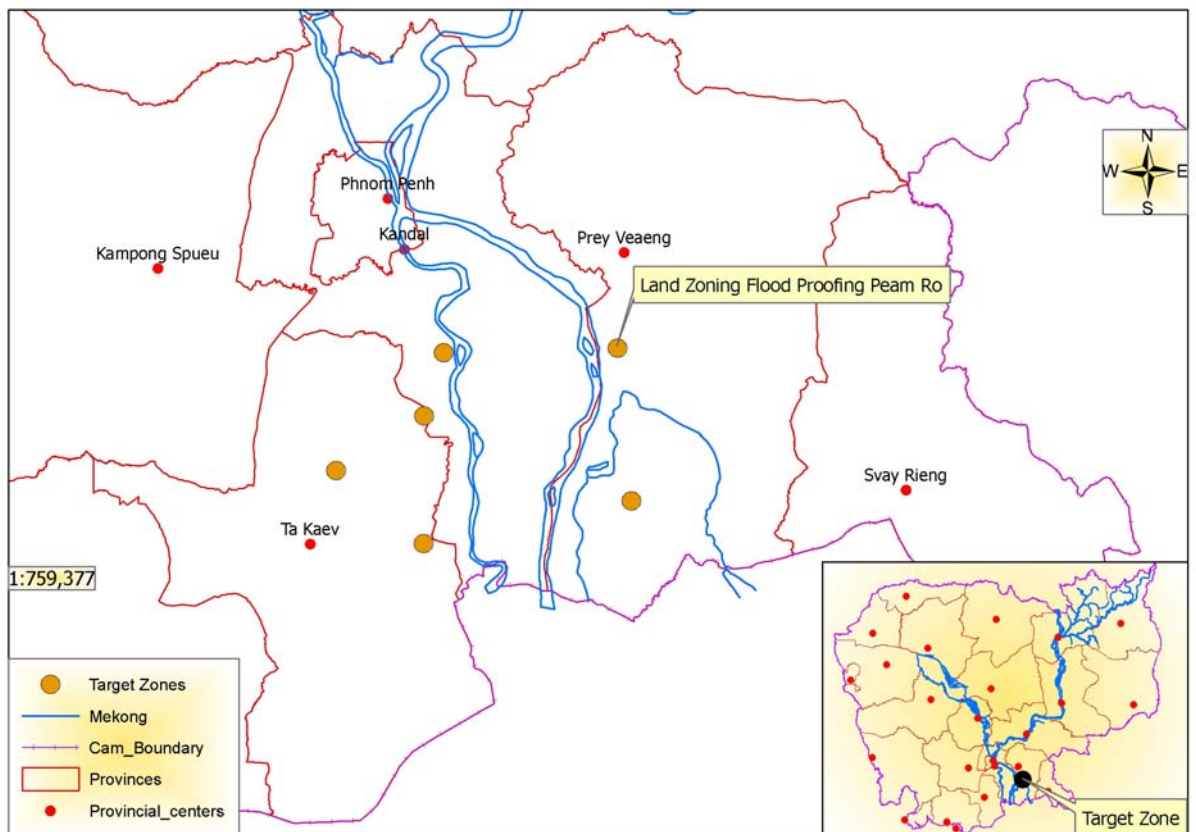 N
W E
S
Phnom Penh
Kandal
Prey Veaeng
Kampong Spueu
Land Zoning Flood Proofing Peam Ro
Svay Rieng
Ta Kaev
1:759,377
Target Zones
Mekong
Cam_Boundary
Provinces
Provincial_centers
Target Zone